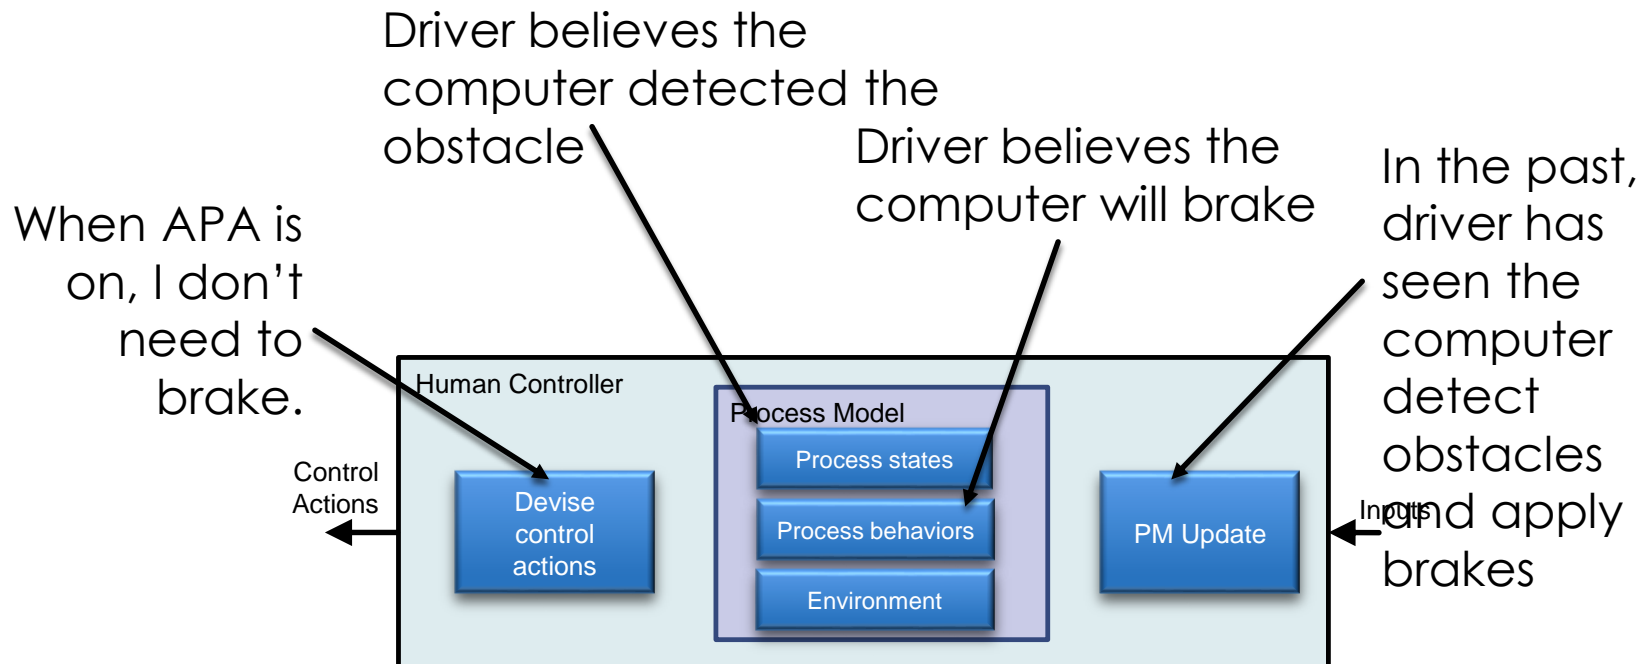 Driver believes the
computer detected the
obstacle
Driver believes the
computer will brake
In the past,
driver has
seen the
computer
detect
obstacles
and apply
brakes
When APA is
on, I don’t
need to
brake.
Human Controller
Process Model
Process states
Process behaviors
Environment
Control
Actions
Devise
control
actions
PM Update
Inputs